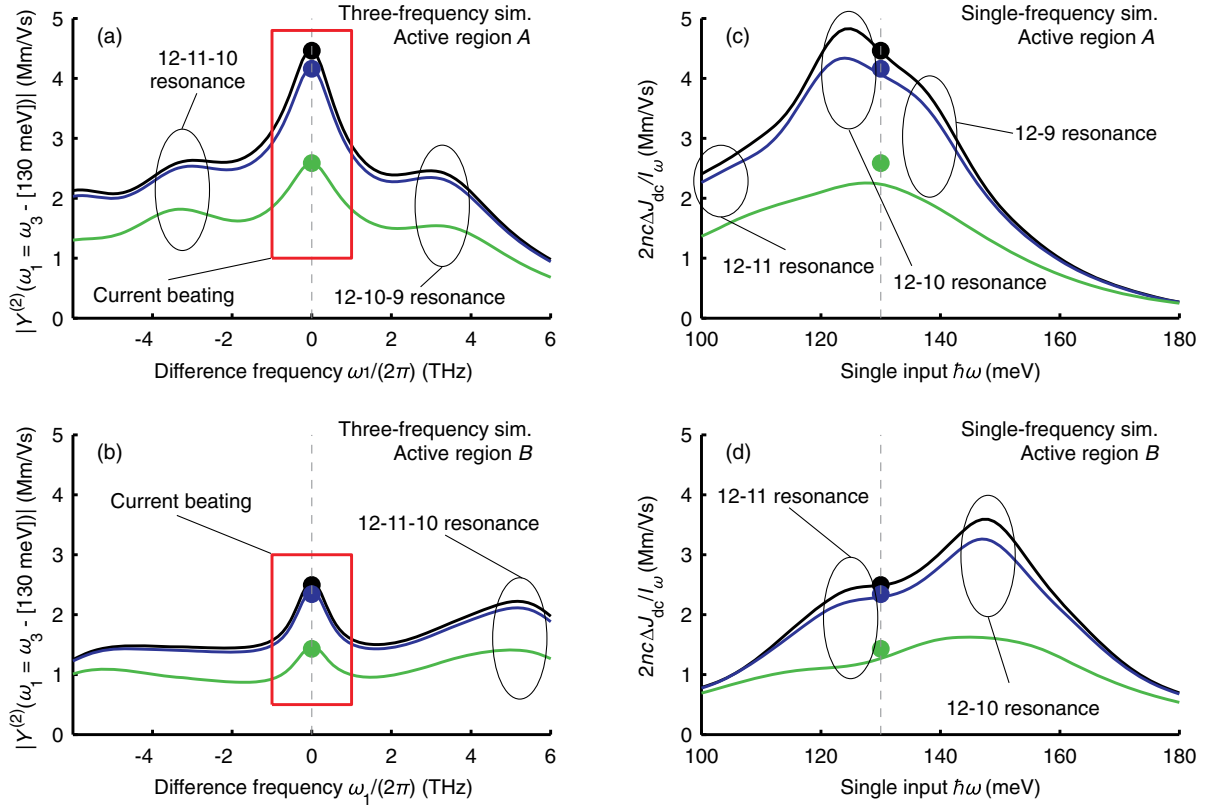 (a)
Three-frequency sim.
Active region A
12-11-10
resonance
Current beating
12-10-9 resonance
|Y(2)(ω1 = ω3 - [130 meV])| (Mm/Vs)
0
1
2
3
4
5
-4
-2
0
2
4
6
Difference frequency ω1/(2π) (THz)
(c)
Single-frequency sim.
Active region A
12-9 resonance
12-11 resonance
12-10 resonance
2ncΔJdc/Iω (Mm/Vs)
0
1
2
3
4
5
100
120
140
160
180
Single input ℏω (meV)
(b)
Three-frequency sim.
Active region B
Current beating
12-11-10 resonance
|Y(2)(ω1 = ω3 - [130 meV])| (Mm/Vs)
0
1
2
3
4
5
-4
-2
0
2
4
6
Difference frequency ω1/(2π) (THz)
(d)
Single-frequency sim.
Active region B
12-11 resonance
12-10 resonance
2ncΔJdc/Iω (Mm/Vs)
0
1
2
3
4
5
100
120
140
160
180
Single input ℏω (meV)